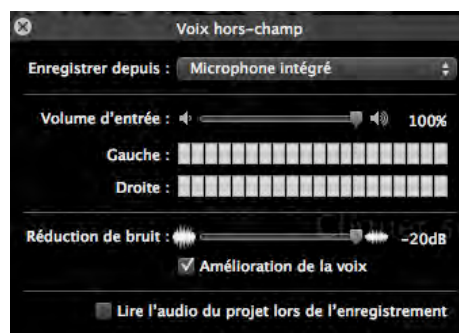 Voix hors-champ
Enregistrer depuis : Microphone intégré
Volume d'entrée : 100%
Gauche :
Droite :
Réduction de bruit : -20dB
Amélioration de la voix
Lire l'audio du projet lors de l'enregistrement